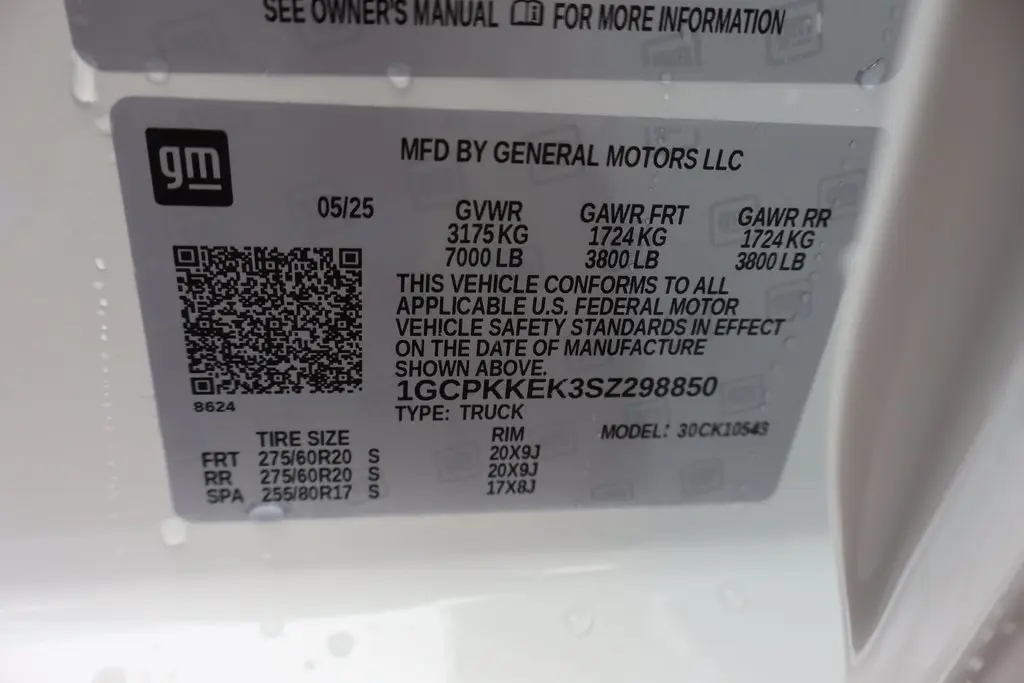 SEE OWNER'S MANUAL FOR MORE INFORMATION
gm
MFD BY GENERAL MOTORS LLC
05/25 GVWR GAWR FRT GAWR RR
3175 KG 1724 KG 1724 KG
7000 LB 3800 LB 3800 LB
THIS VEHICLE CONFORMS TO ALL
APPLICABLE U.S. FEDERAL MOTOR
VEHICLE SAFETY STANDARDS IN EFFECT
ON THE DATE OF MANUFACTURE
SHOWN ABOVE.
1GCPKKEK3SZ298850
8624
TYPE: TRUCK
TIRE SIZE RIM MODEL: 30CK10543
FRT 275/60R20 S 20X9J
RR 275/60R20 S 20X9J
SPA 255/80R17 S 17X8J